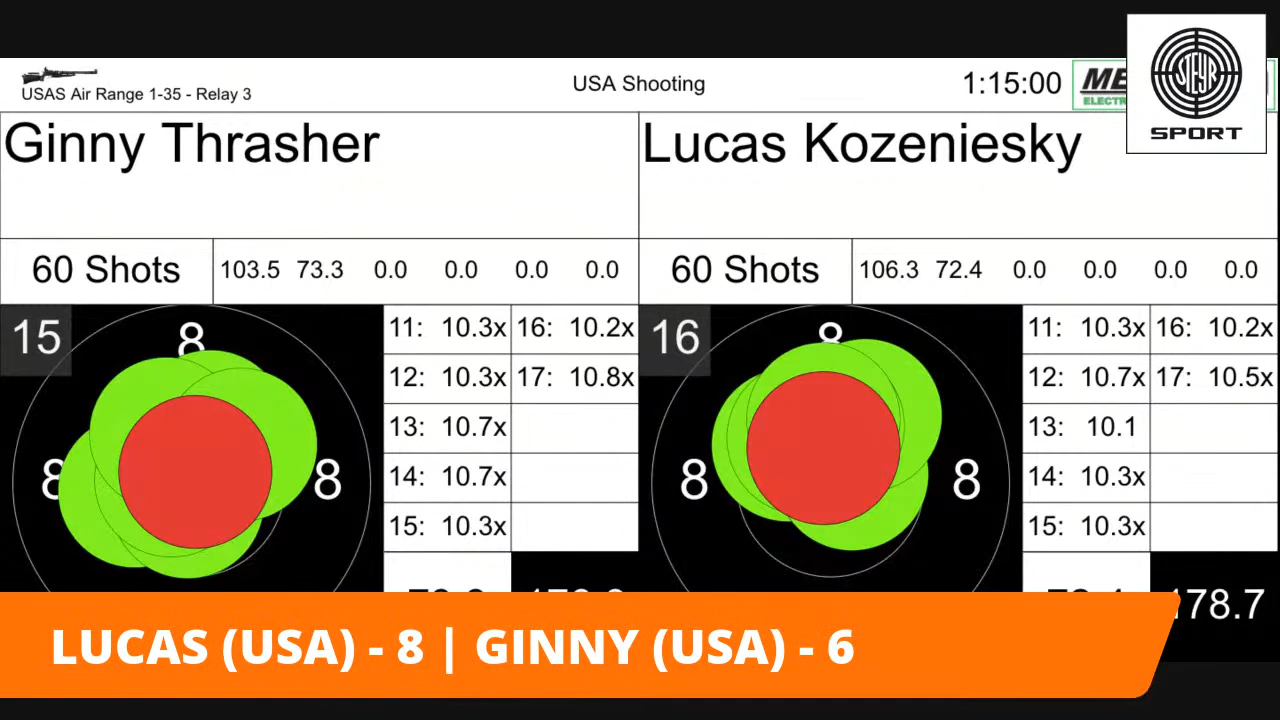 USAS Air Range 1-35 - Relay 3
USA Shooting
1:15:00
STEYR
SPORT
Ginny Thrasher
Lucas Kozeniesky
60 Shots 103.5 73.3 0.0 0.0 0.0 0.0
60 Shots 106.3 72.4 0.0 0.0 0.0 0.0
15
8
8
8
11: 10.3x 16: 10.2x
12: 10.3x 17: 10.8x
13: 10.7x
14: 10.7x
15: 10.3x
16
8
8
8
11: 10.3x 16: 10.2x
12: 10.7x 17: 10.5x
13: 10.1
14: 10.3x
15: 10.3x
178.7
LUCAS (USA) - 8 | GINNY (USA) - 6